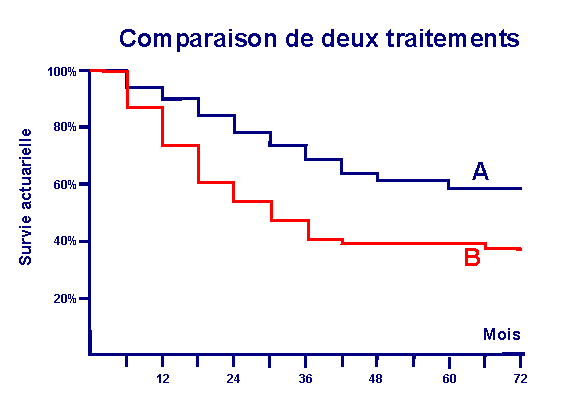 Comparaison de deux traitements
Survie actuarielle
100%
80%
60%
40%
20%
A
B
Mois
12 24 36 48 60 72